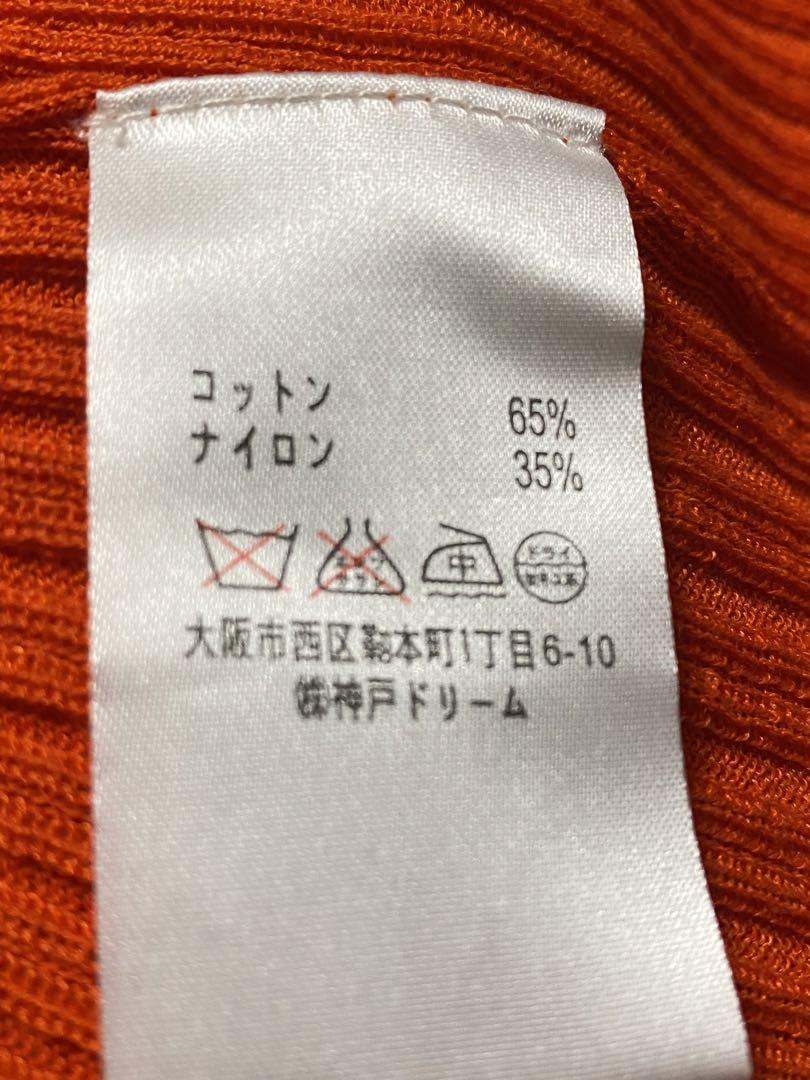 コットン 65%
ナイロン 35%
中
ドライ
大阪市西区靱本町1丁目6-10
㈱神戸ドリーム